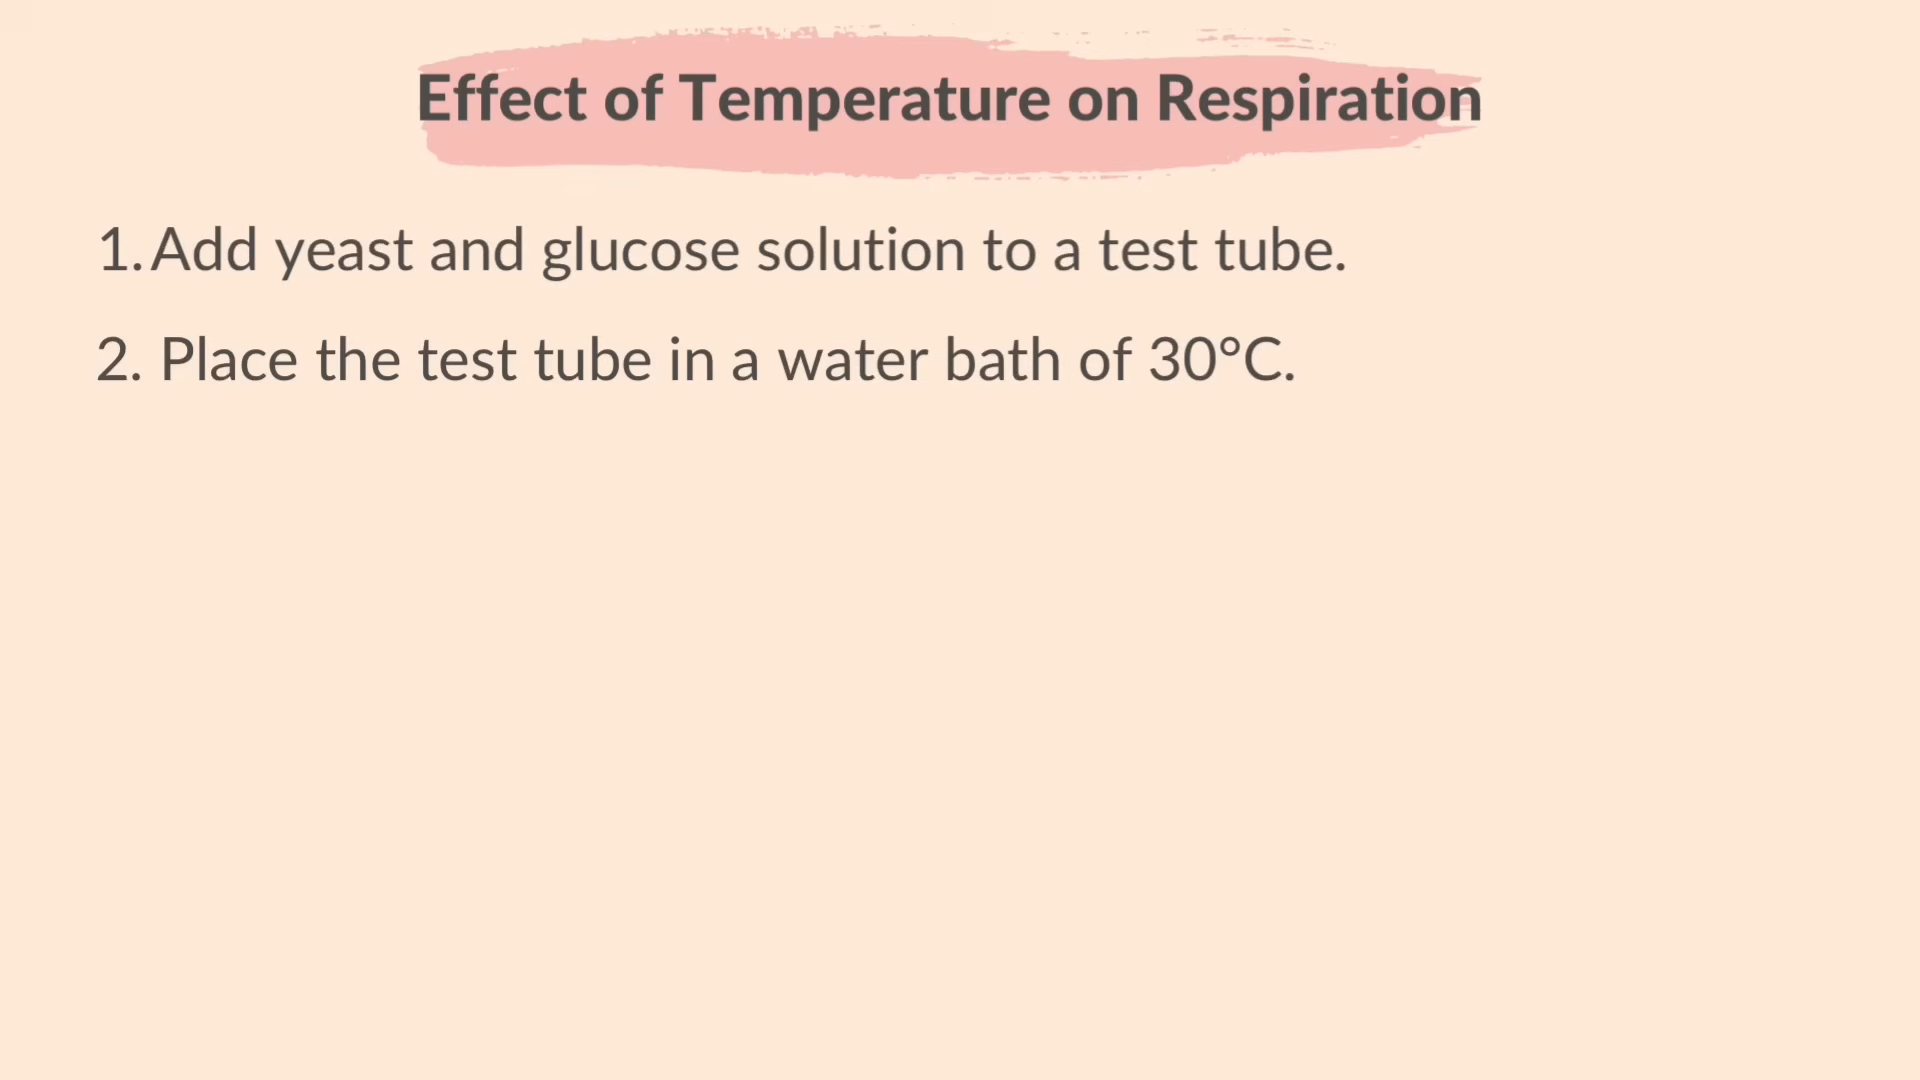 Effect of Temperature on Respiration
1. Add yeast and glucose solution to a test tube.
2. Place the test tube in a water bath of 30°C.